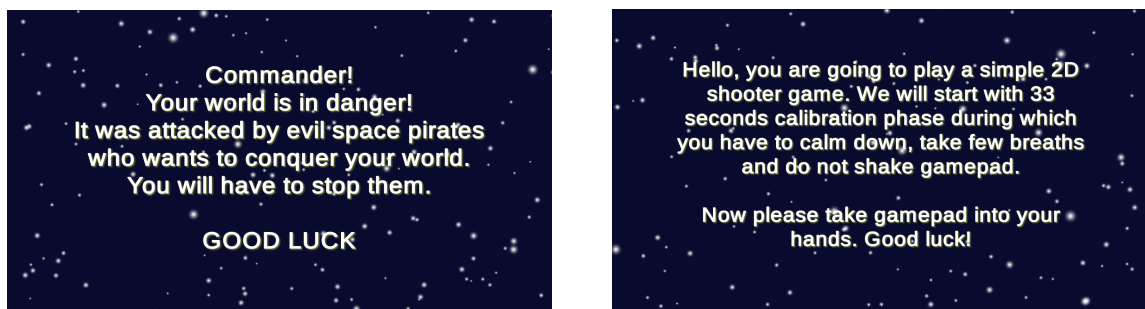 Commander!
Your world is in danger!
It was attacked by evil space pirates
who wants to conquer your world.
You will have to stop them.
GOOD LUCK
Hello, you are going to play a simple 2D
shooter game. We will start with 33
seconds calibration phase during which
you have to calm down, take few breaths
and do not shake gamepad.
Now please take gamepad into your
hands. Good luck!